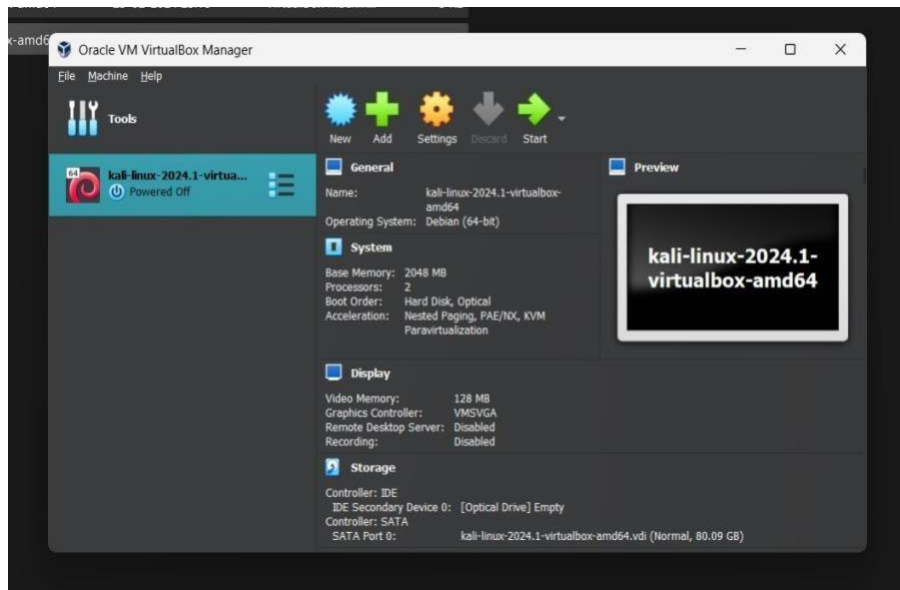 x-amd6
Oracle VM VirtualBox Manager
File Machine Help
Tools
New Add Settings Discard Start
64
kali-linux-2024.1-virtua...
Powered Off
General
Name: kali-linux-2024.1-virtualbox-
amd64
Operating System: Debian (64-bit)
System
Base Memory: 2048 MB
Processors: 2
Boot Order: Hard Disk, Optical
Acceleration: Nested Paging, PAE/NX, KVM
Paravirtualization
Preview
kali-linux-2024.1-
virtualbox-amd64
Display
Video Memory: 128 MB
Graphics Controller: VMSVGA
Remote Desktop Server: Disabled
Recording: Disabled
Storage
Controller: IDE
IDE Secondary Device 0: [Optical Drive] Empty
Controller: SATA
SATA Port 0: kali-linux-2024.1-virtualbox-amd64.vdi (Normal, 80.09 GB)